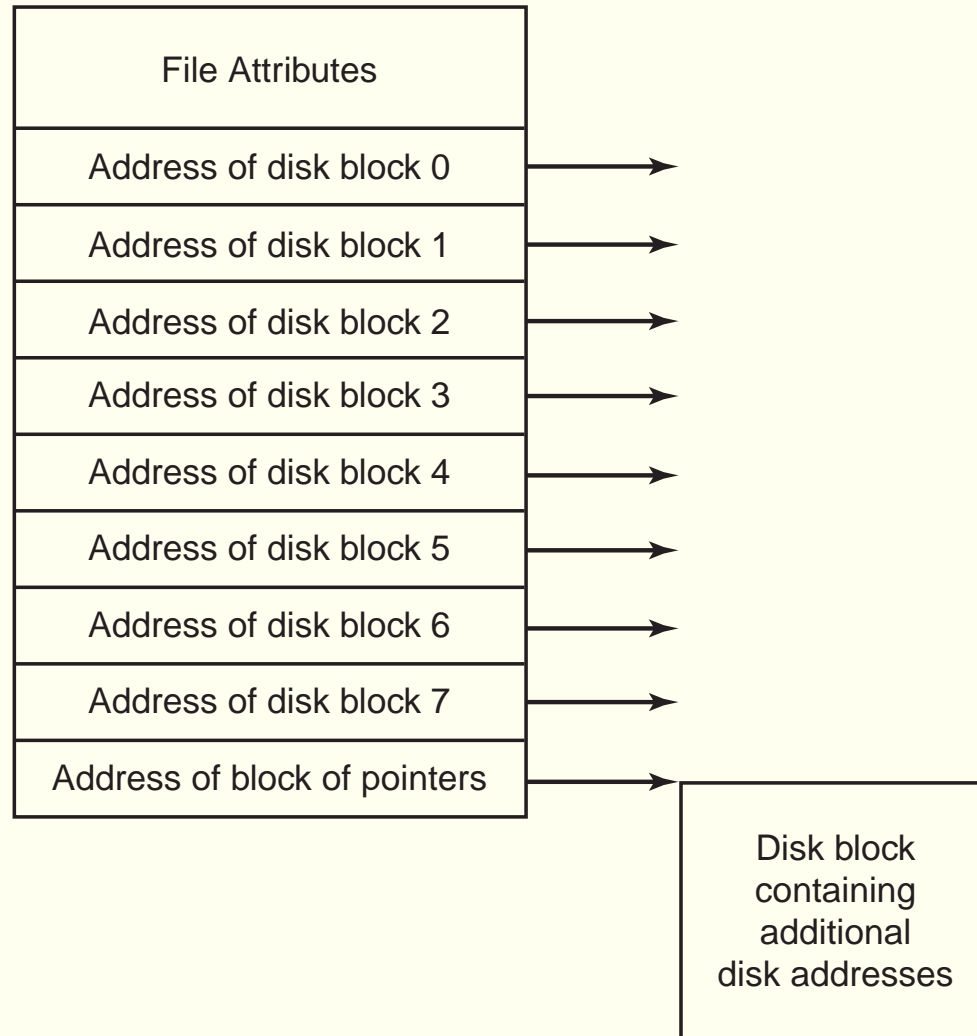 File Attributes
Address of disk block 0
Address of disk block 1
Address of disk block 2
Address of disk block 3
Address of disk block 4
Address of disk block 5
Address of disk block 6
Address of disk block 7
Address of block of pointers
Disk block
containing
additional
disk addresses